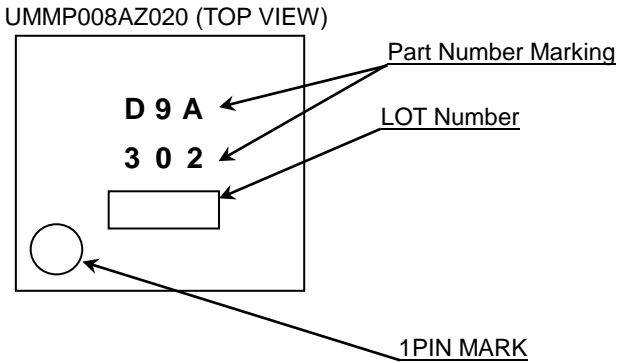 UMMP008AZ020 (TOP VIEW)
Part Number Marking
D 9 A
LOT Number
3 0 2
1PIN MARK